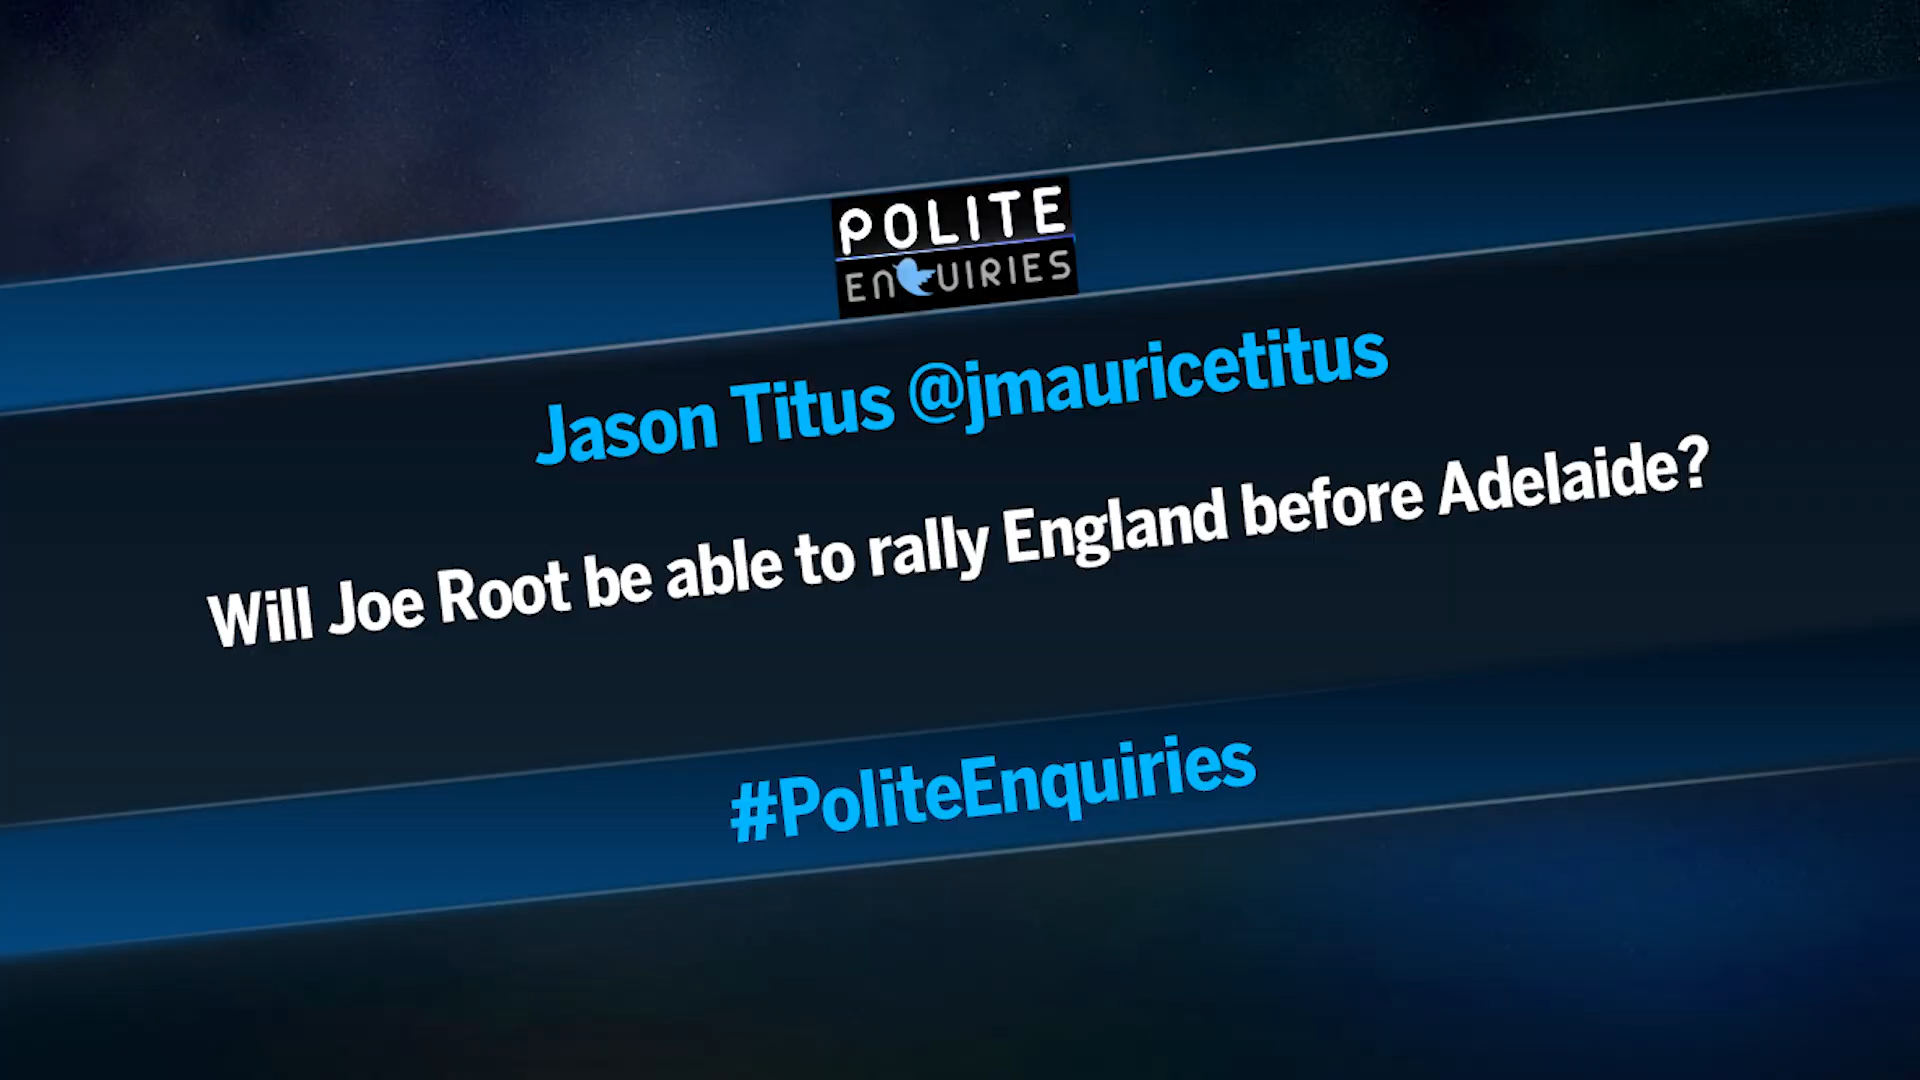 POLITE
ENQUIRIES
Jason Titus @jmauricetitus
Will Joe Root be able to rally England before Adelaide?
#PoliteEnquiries